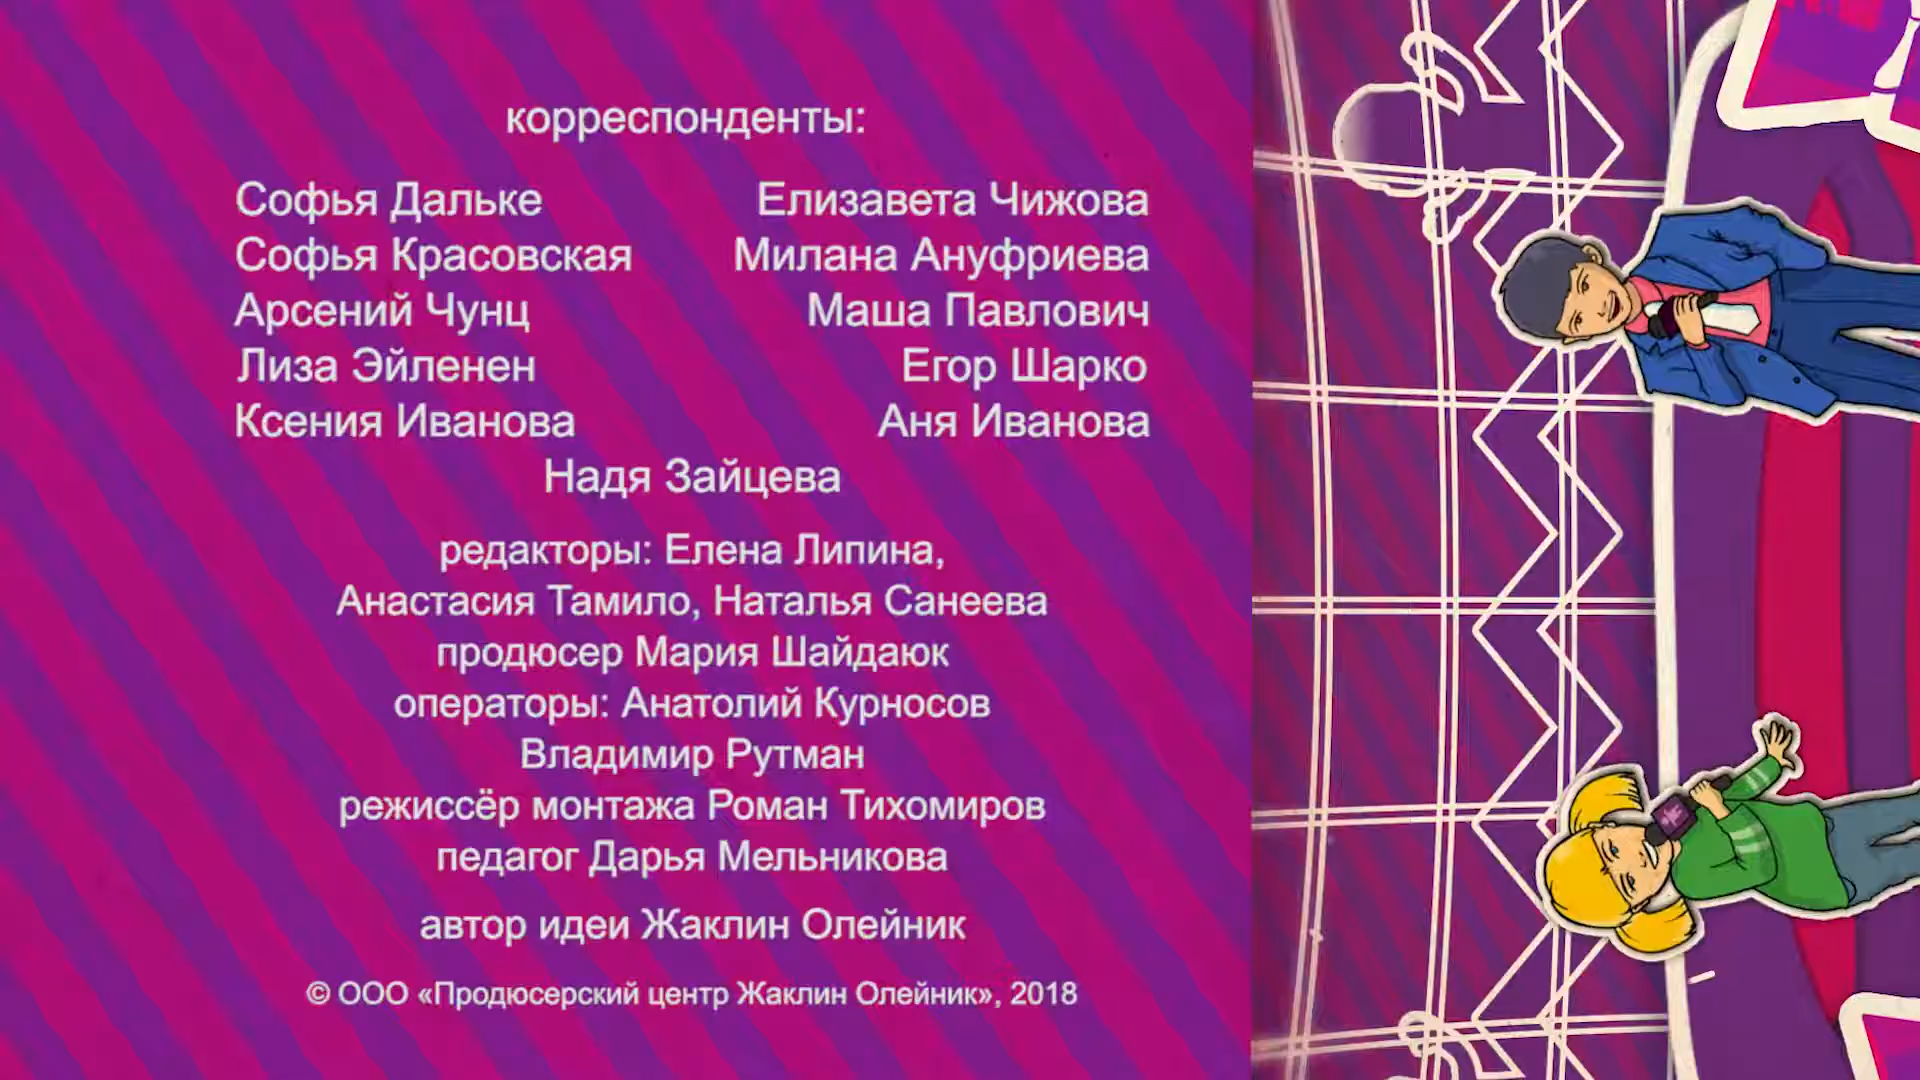 корреспонденты:
Софья Дальке Елизавета Чижова
Софья Красовская Милана Ануфриева
Арсений Чунц Маша Павлович
Лиза Эйленен Егор Шарко
Ксения Иванова Аня Иванова
Надя Зайцева
редакторы: Елена Липина,
Анастасия Тамило, Наталья Санеева
продюсер Мария Шайдаюк
операторы: Анатолий Курносов
Владимир Рутман
режиссёр монтажа Роман Тихомиров
педагог Дарья Мельникова
автор идеи Жаклин Олейник
© ООО «Продюсерский центр Жаклин Олейник», 2018